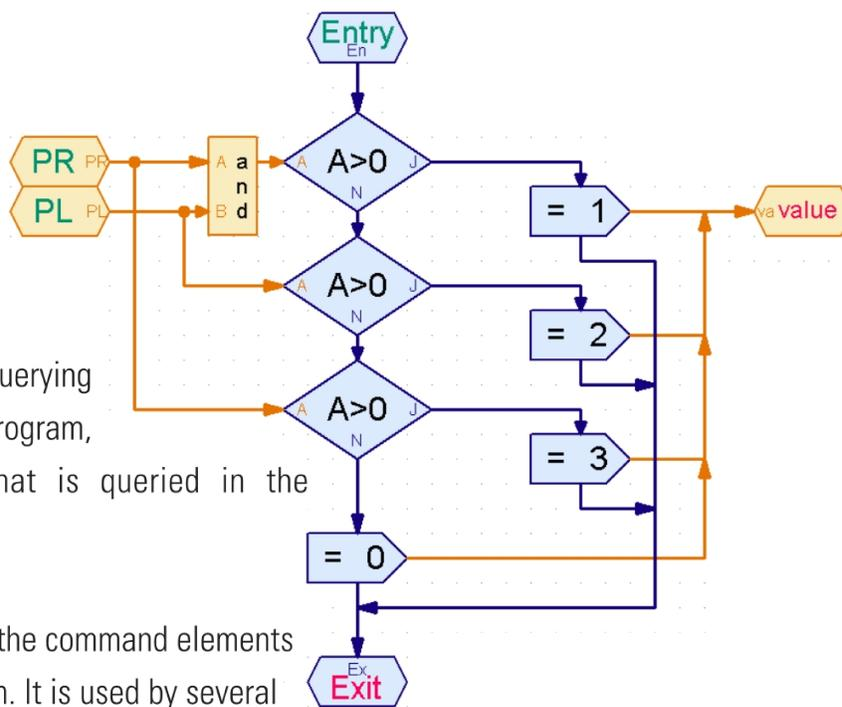 Entry
En
PR PR A a A A>0 J
n N
PL PL B d
= 1 va value
A A>0 J
N
= 2
uerying
rogram,
A A>0 J
N
= 3
hat is queried in the
= 0
the command elements
Ex
Exit
n. It is used by several